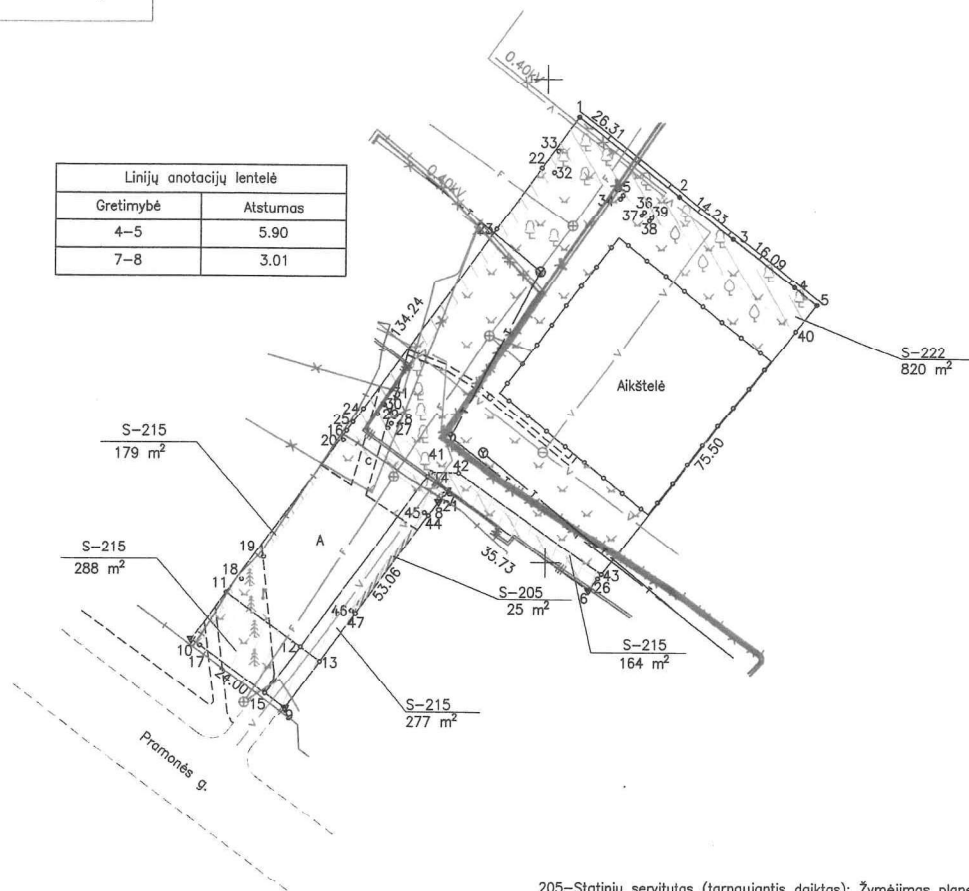 Linijų anotacijų lentelė
Gretimybė Atstumas
4–5 5.90
7–8 3.01
0.40KV
1
26.31
33
22
32
2
0.40KV
36
37
39
38
14.23
3
16.09
4
5
40
S–222
820 m²
134.24
Aikštelė
75.50
24
25
16
20
30
28
27
S–215
179 m²
41
42
C
45
44
8
21
A
S–215
288 m²
19
18
11
35.73
43
26
6
53.06
S–205
25 m²
46
47
S–215
164 m²
10
17
12
13
24.00
15
9
S–215
277 m²
Pramonės g.
205–Statinių servitutas (tarnaujantis daiktas); Žymėjimas plane